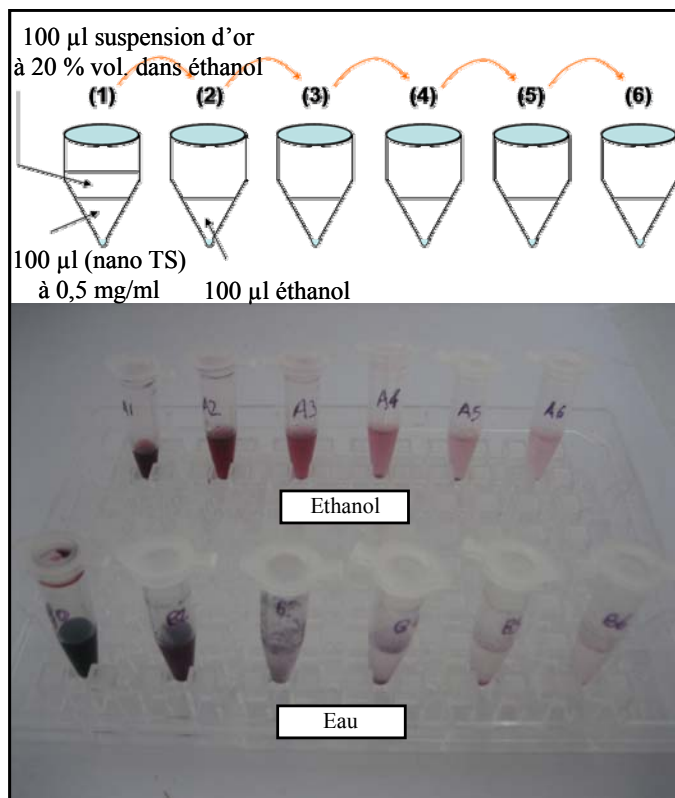 100 µl suspension d'or
à 20 % vol. dans éthanol
(1) (2) (3) (4) (5) (6)
100 µl (nano TS)
à 0,5 mg/ml
100 µl éthanol
A2 A3 A4 A5 A6
Ethanol
Eau